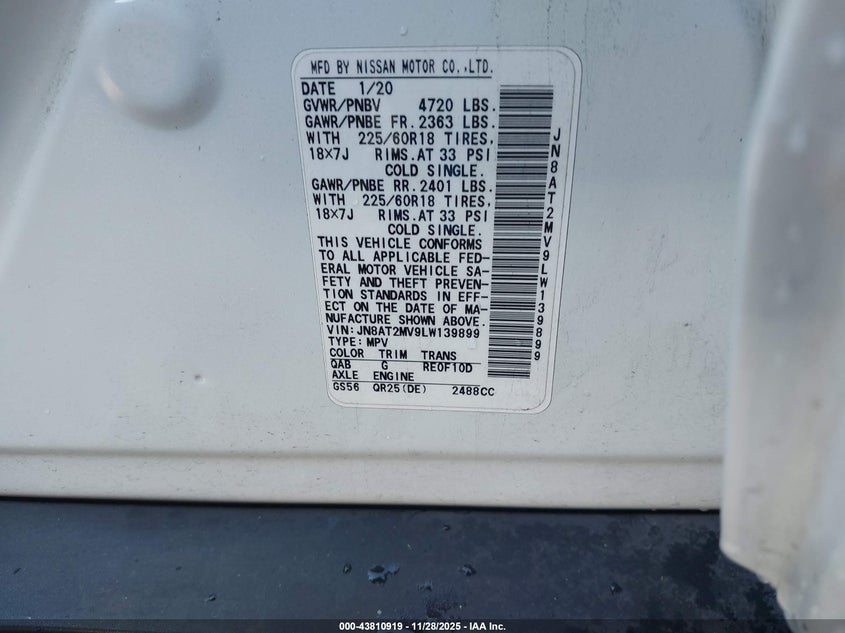 MFD BY NISSAN MOTOR CO.,LTD.
DATE 1/20
GVWR/PNBV 4720 LBS.
GAWR/PNBE FR. 2363 LBS.
WITH 225/60R18 TIRES,
18×7J RIMS.AT 33 PSI
COLD SINGLE.
GAWR/PNBE RR. 2401 LBS.
WITH 225/60R18 TIRES,
18×7J RIMS.AT 33 PSI
COLD SINGLE.
THIS VEHICLE CONFORMS
TO ALL APPLICABLE FED-
ERAL MOTOR VEHICLE SA-
FETY AND THEFT PREVEN-
TION STANDARDS IN EFF-
ECT ON THE DATE OF MA-
NUFACTURE SHOWN ABOVE.
VIN:JN8AT2MV9LW139899
TYPE:MPV
COLOR TRIM TRANS
QAB G RE0F10D
AXLE ENGINE
GS56 QR25(DE) 2488CC
JN8AT2MV9LW139899
000-43810919 - 11/28/2025 - IAA Inc.